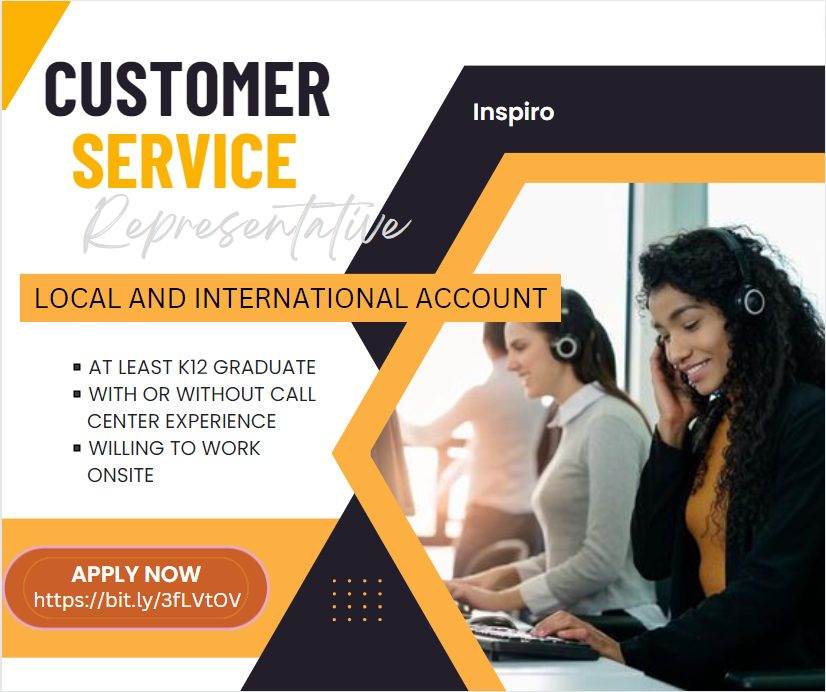 CUSTOMER
SERVICE
Representative
Inspiro
LOCAL AND INTERNATIONAL ACCOUNT
AT LEAST K12 GRADUATE
WITH OR WITHOUT CALL
CENTER EXPERIENCE
WILLING TO WORK
ONSITE
APPLY NOW
https://bit.ly/3fLVtOV